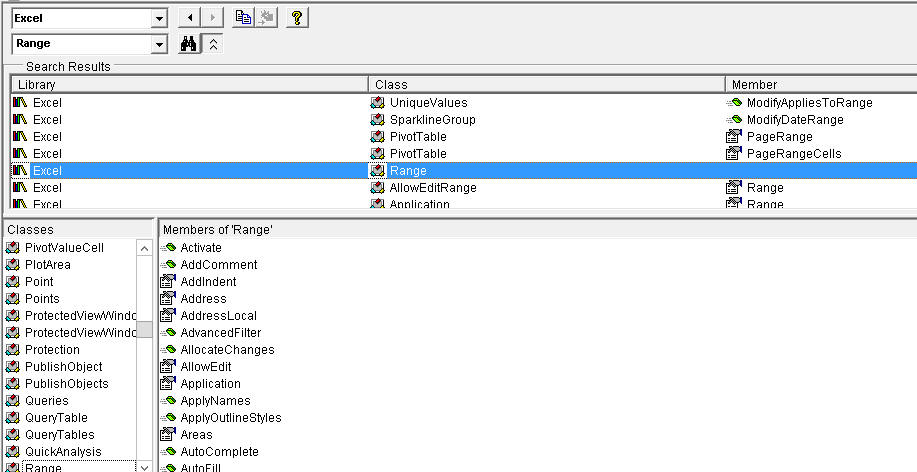 Excel
Range
Search Results
Library Class Member
Excel UniqueValues ModifyAppliesToRange
Excel SparklineGroup ModifyDateRange
Excel PivotTable PageRange
Excel PivotTable PageRangeCells
Excel Range
Excel AllowEditRange Range
Excel Application Range
Classes Members of 'Range'
PivotValueCell Activate
PlotArea AddComment
Point AddIndent
Points Address
ProtectedViewWindo AddressLocal
ProtectedViewWindo AdvancedFilter
Protection AllocateChanges
PublishObject AllowEdit
PublishObjects Application
Queries ApplyNames
QueryTable ApplyOutlineStyles
QueryTables Areas
QuickAnalysis AutoComplete
Range AutoFill